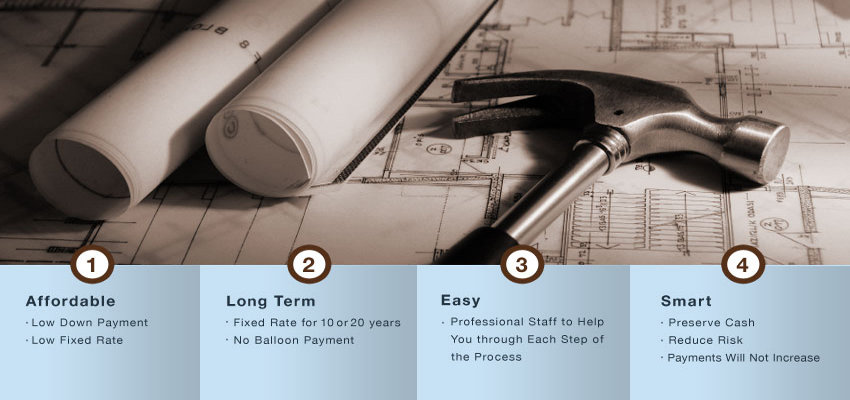 1
Affordable
· Low Down Payment
· Low Fixed Rate
2
Long Term
· Fixed Rate for 10 or 20 years
· No Balloon Payment
3
Easy
· Professional Staff to Help
You through Each Step of
the Process
4
Smart
· Preserve Cash
· Reduce Risk
· Payments Will Not Increase